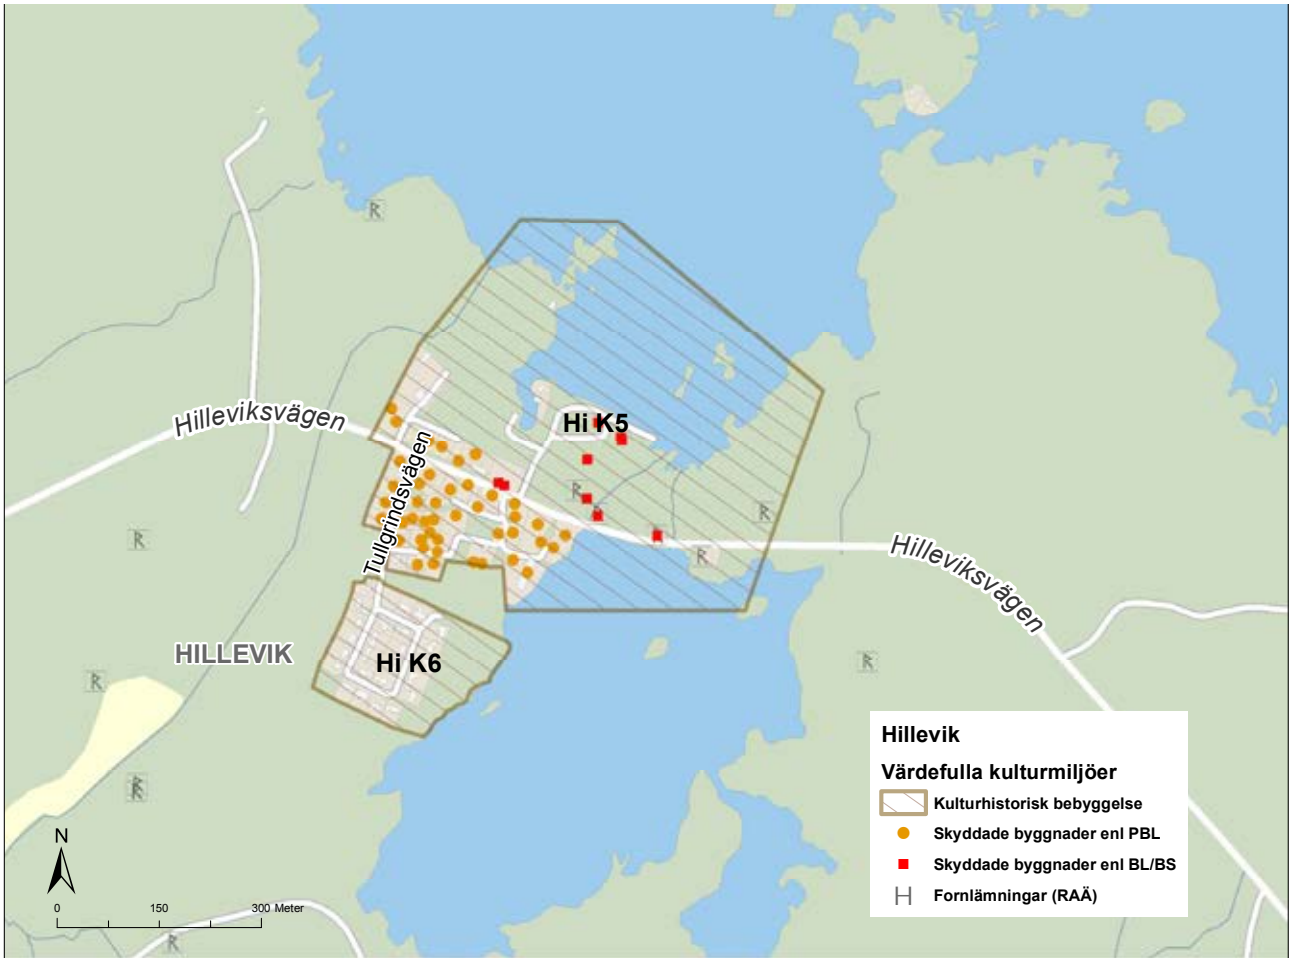 Hilleviksvägen
Hi K5
Tullgrindsvägen
Hilleviksvägen
HILLEVIK
Hi K6
Hillevik
Värdefulla kulturmiljöer
Kulturhistorisk bebyggelse
Skyddade byggnader enl PBL
Skyddade byggnader enl BL/BS
Fornlämningar (RAÄ)
N
0 150 300 Meter